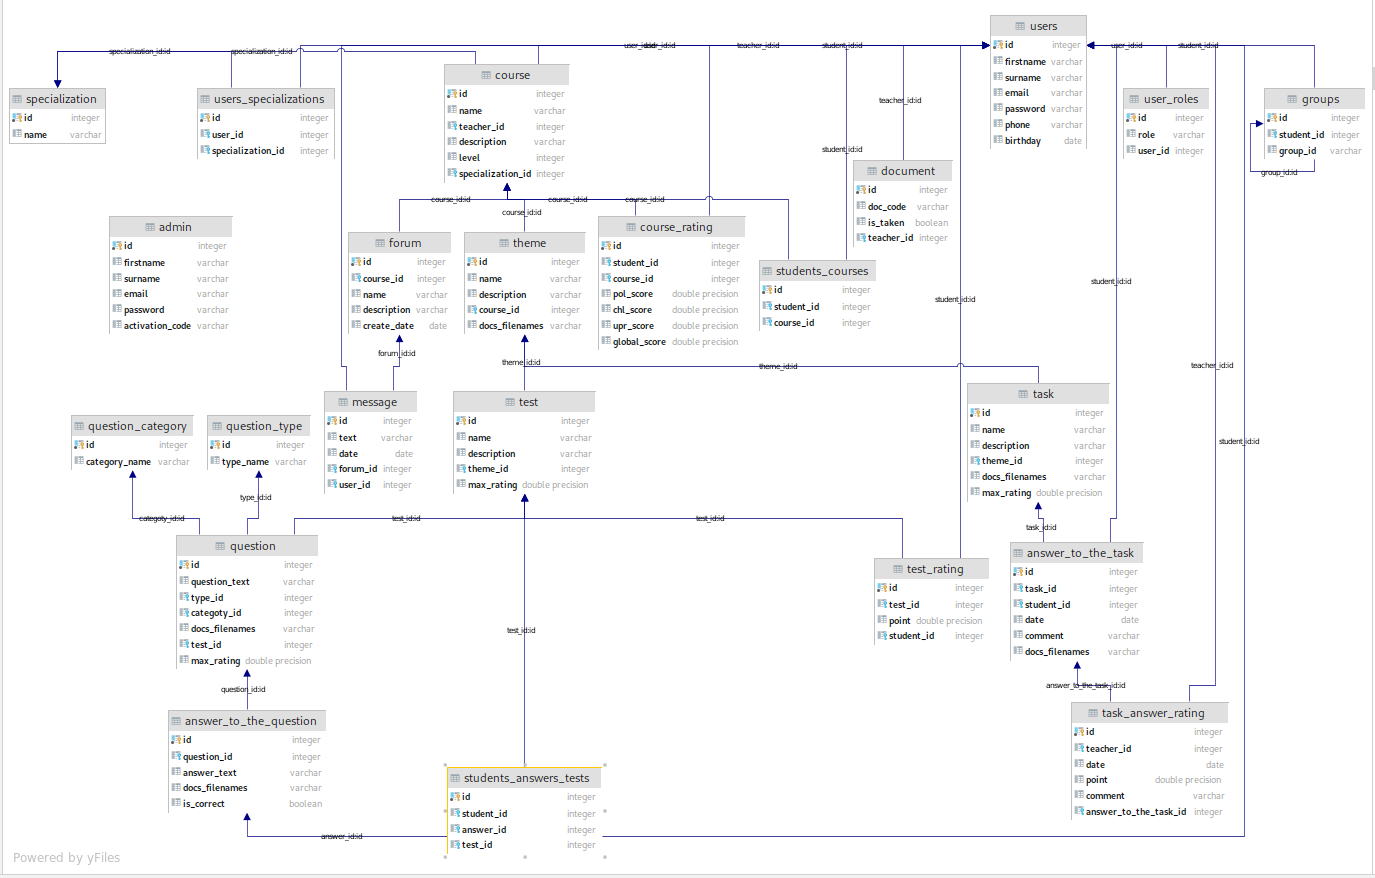 users
id integer
firstname varchar
surname varchar
email varchar
password varchar
phone varchar
birthday date
specialization_id:id
specialization_id:id
teacher_id:id
student_id:id
user_id:id
student_id:id
course
id integer
name varchar
teacher_id integer
description varchar
level integer
specialization_id integer
specialization
id integer
name varchar
users_specializations
id integer
user_id integer
specialization_id integer
user_roles
id integer
role varchar
user_id integer
groups
id integer
student_id integer
group_id varchar
group_id:id
teacher_id:id
student_id:id
document
id integer
doc_code varchar
is_taken boolean
teacher_id integer
course_id:id
course_id:id
course_id:id
course_id:id
admin
id integer
firstname varchar
surname varchar
email varchar
password varchar
activation_code varchar
forum
id integer
course_id integer
name varchar
description varchar
create_date date
theme
id integer
name varchar
description varchar
course_id integer
docs_filenames varchar
course_rating
id integer
student_id integer
course_id integer
pol_score double precision
chl_score double precision
upr_score double precision
global_score double precision
students_courses
id integer
student_id integer
course_id integer
student_id:id
student_id:id
forum_id:id
theme_id:id
theme_id:id
teacher_id:id
student_id:id
question_category
id integer
category_name varchar
question_type
id integer
type_name varchar
message
id integer
text varchar
date date
forum_id integer
user_id integer
test
id integer
name varchar
description varchar
theme_id integer
max_rating double precision
task
id integer
name varchar
description varchar
theme_id integer
docs_filenames varchar
max_rating double precision
type_id:id
categoty_id:id
test_id:id
test_id:id
task_id:id
question
id integer
question_text varchar
type_id integer
categoty_id integer
docs_filenames varchar
test_id integer
max_rating double precision
test_rating
id integer
test_id integer
point double precision
student_id integer
answer_to_the_task
id integer
task_id integer
student_id integer
date date
comment varchar
docs_filenames varchar
test_id:id
question_id:id
answer_to_the_task_id:id
answer_to_the_question
id integer
question_id integer
answer_text varchar
docs_filenames varchar
is_correct boolean
task_answer_rating
id integer
teacher_id integer
date date
point double precision
comment varchar
answer_to_the_task_id integer
students_answers_tests
id integer
student_id integer
answer_id integer
test_id integer
answer_id:id
Powered by yFiles